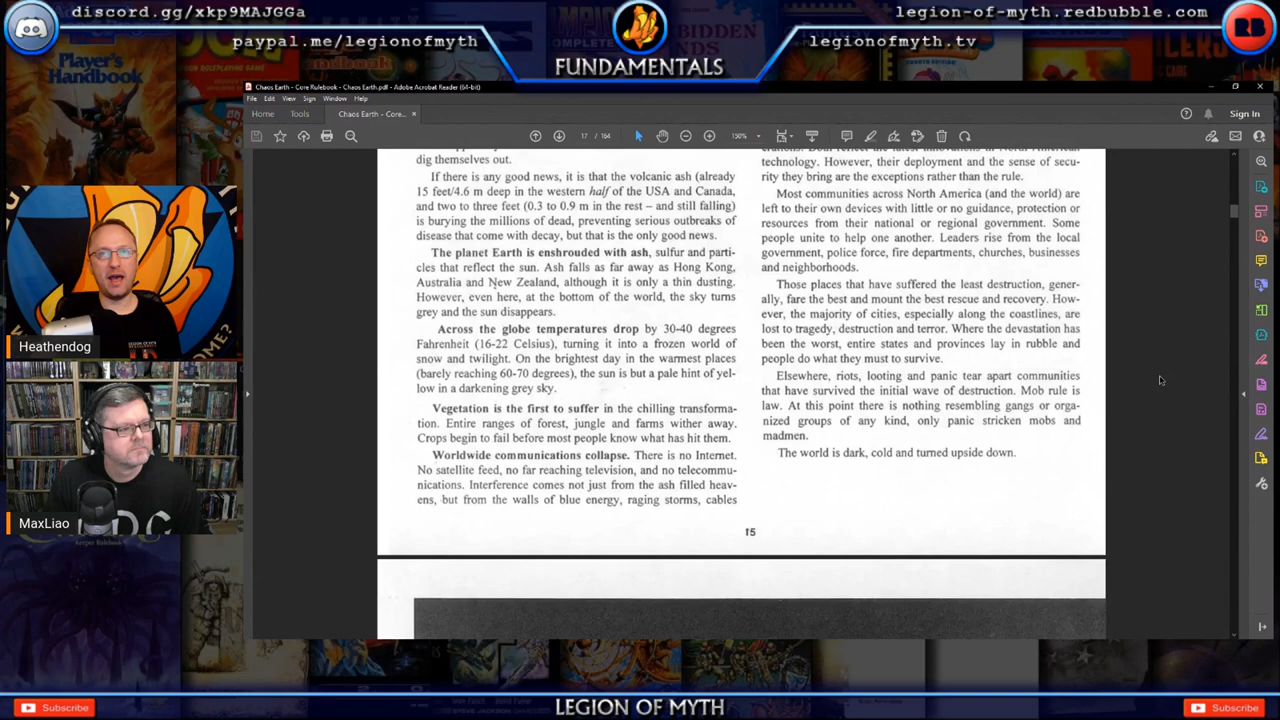 discord.gg/xkp9MAJGGa
paypal.me/legionofmyth
FUNDAMENTALS
legion-of-myth.redbubble.com
legionofmyth.tv
RB
Player's
Handbook
Chaos Earth - Core Rulebook - Chaos Earth.pdf - Adobe Acrobat Reader (64-bit)
File Edit View Sign Window Help
Home Tools Chaos Earth - Core... × Sign In
17 / 164 150%
dig themselves out.
If there is any good news, it is that the volcanic ash (already
15 feet/4.6 m deep in the western half of the USA and Canada,
and two to three feet (0.3 to 0.9 m in the rest – and still falling)
is burying the millions of dead, preventing serious outbreaks of
disease that come with decay, but that is the only good news.
The planet Earth is enshrouded with ash, sulfur and parti-
cles that reflect the sun. Ash falls as far away as Hong Kong,
Australia and New Zealand, although it is only a thin dusting.
However, even here, at the bottom of the world, the sky turns
grey and the sun disappears.
Across the globe temperatures drop by 30-40 degrees
Fahrenheit (16-22 Celsius), turning it into a frozen world of
snow and twilight. On the brightest day in the warmest places
(barely reaching 60-70 degrees), the sun is but a pale hint of yel-
low in a darkening grey sky.
Vegetation is the first to suffer in the chilling transforma-
tion. Entire ranges of forest, jungle and farms wither away.
Crops begin to fail before most people know what has hit them.
Worldwide communications collapse. There is no Internet.
No satellite feed, no far reaching television, and no telecommu-
nications. Interference comes not just from the ash filled heav-
ens, but from the walls of blue energy, raging storms, cables
technology. However, their deployment and the sense of secu-
rity they bring are the exceptions rather than the rule.
Most communities across North America (and the world) are
left to their own devices with little or no guidance, protection or
resources from their national or regional government. Some
people unite to help one another. Leaders rise from the local
government, police force, fire departments, churches, businesses
and neighborhoods.
Those places that have suffered the least destruction, gener-
ally, fare the best and mount the best rescue and recovery. How-
ever, the majority of cities, especially along the coastlines, are
lost to tragedy, destruction and terror. Where the devastation has
been the worst, entire states and provinces lay in rubble and
people do what they must to survive.
Elsewhere, riots, looting and panic tear apart communities
that have survived the initial wave of destruction. Mob rule is
law. At this point there is nothing resembling gangs or orga-
nized groups of any kind, only panic stricken mobs and
madmen.
The world is dark, cold and turned upside down.
15
Heathendog
MaxLiao
Subscribe
LEGION OF MYTH
Subscribe